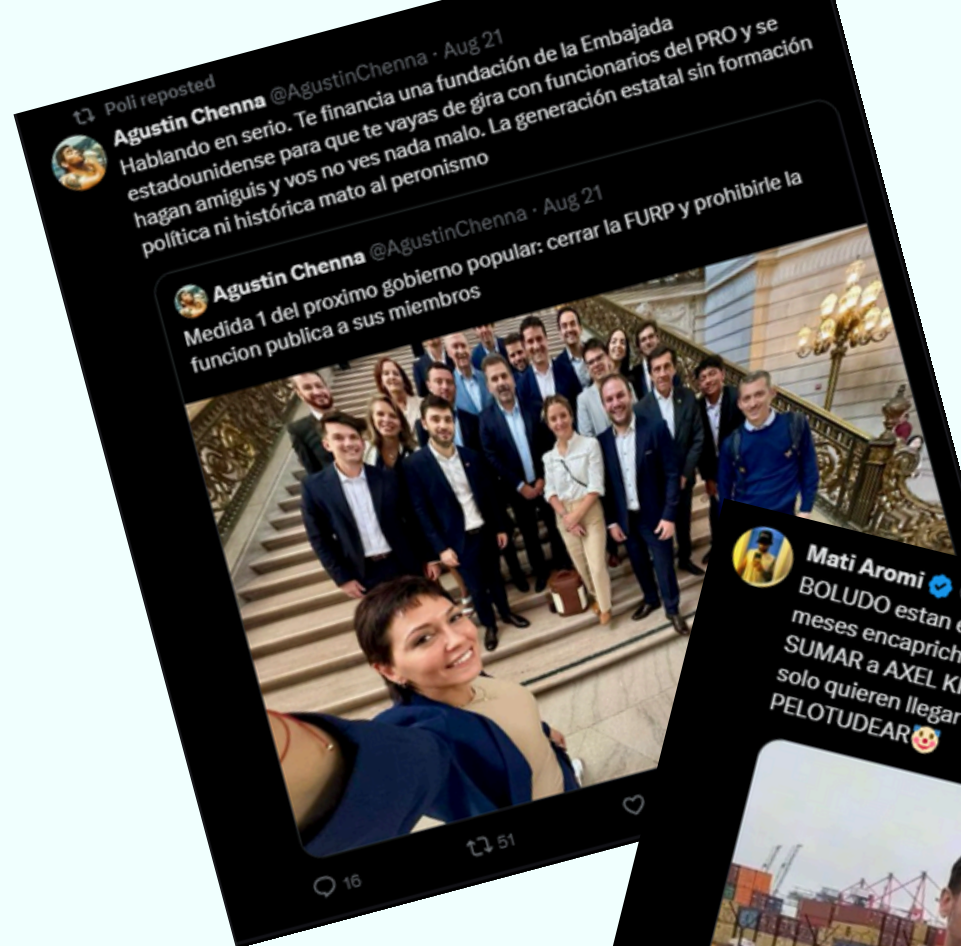 Poli reposted
Agustin Chenna @AgustinChenna · Aug 21
Hablando en serio. Te financia una fundación de la Embajada
estadounidense para que te vayas de gira con funcionarios del PRO y se
hagan amiguis y vos no ves nada malo. La generación estatal sin formación
política ni histórica mato al peronismo
Agustin Chenna @AgustinChenna · Aug 21
Medida 1 del proximo gobierno popular: cerrar la FURP y prohibirle la
funcion publica a sus miembros
16
51
Mati Aromi
BOLUDO estan e
meses encaprich
SUMAR a AXEL KI
solo quieren llegar
PELOTUDEAR🤡